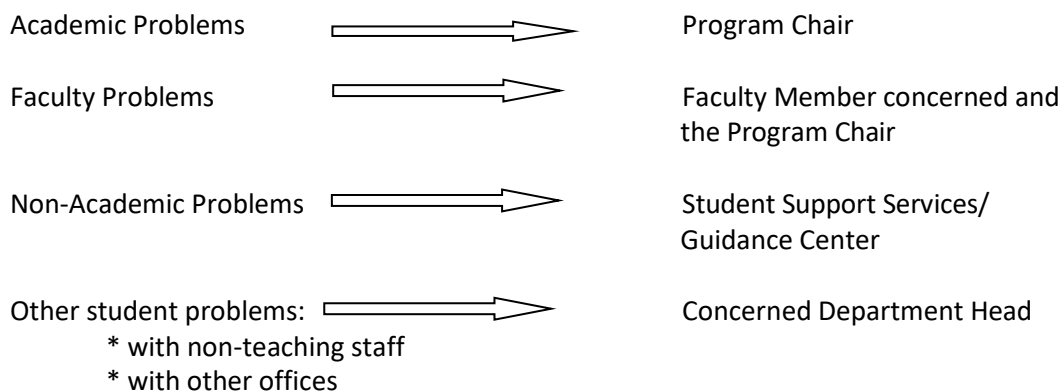 Academic Problems Program Chair
Faculty Problems Faculty Member concerned and
the Program Chair
Non-Academic Problems Student Support Services/
Guidance Center
Other student problems: Concerned Department Head
* with non-teaching staff
* with other offices